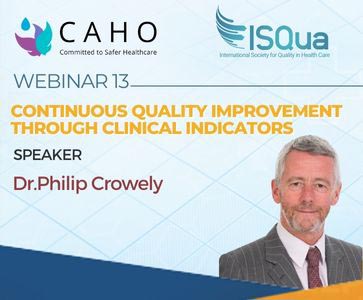 CAHO
Committed to Safer Healthcare
ISQua
International Society for Quality in Health Care
WEBINAR 13
CONTINUOUS QUALITY IMPROVEMENT
THROUGH CLINICAL INDICATORS
SPEAKER
Dr.Philip Crowely